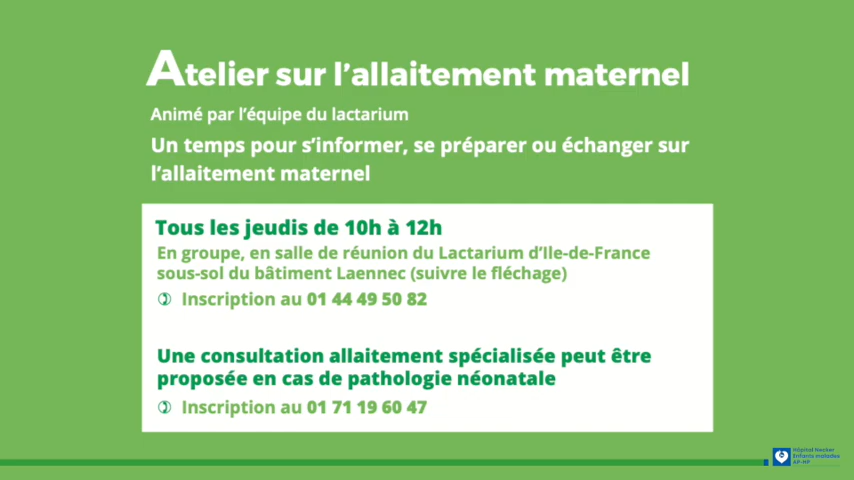 Atelier sur l'allaitement maternel
Animé par l'équipe du lactarium
Un temps pour s'informer, se préparer ou échanger sur
l'allaitement maternel
Tous les jeudis de 10h à 12h
En groupe, en salle de réunion du Lactarium d'Ile-de-France
sous-sol du bâtiment Laennec (suivre le fléchage)
Inscription au 01 44 49 50 82
Une consultation allaitement spécialisée peut être
proposée en cas de pathologie néonatale
Inscription au 01 71 19 60 47
Hôpital Necker
Enfants malades
AP-HP